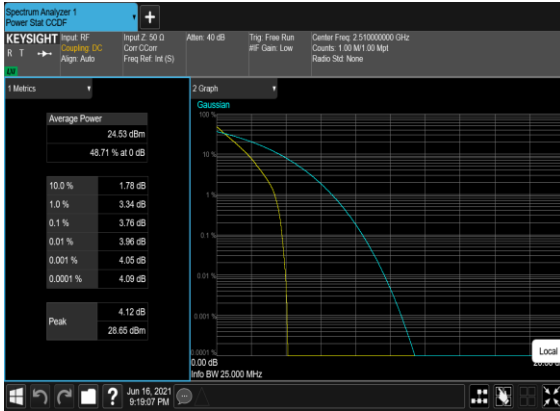 Spectrum Analyzer 1
Power Stat CCDF
+
KEYSIGHT
R T
Input: RF
Coupling: DC
Align: Auto
Input Z: 50 Ω
Corr CCorr
Freq Ref: Int (S)
Atten: 40 dB
Trig: Free Run
#IF Gain: Low
Center Freq: 2.510000000 GHz
Counts: 1.00 M/1.00 Mpt
Radio Std: None
1 Metrics
Average Power
24.53 dBm
48.71 % at 0 dB
10.0 % 1.78 dB
1.0 % 3.34 dB
0.1 % 3.76 dB
0.01 % 3.96 dB
0.001 % 4.05 dB
0.0001 % 4.09 dB
Peak
4.12 dB
28.65 dBm
2 Graph
Gaussian
100 %
10 %
1 %
0.1 %
0.01 %
0.001 %
0.0001 %
0.00 dB
Info BW 25.000 MHz
Local
?
Jun 16, 2021
9:19:07 PM